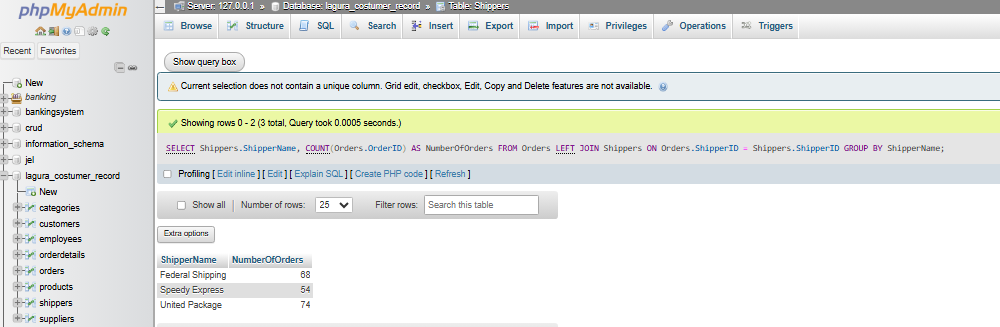 phpMyAdmin
Recent Favorites
New
banking
bankingsystem
crud
information_schema
jel
lagura_costumer_record
New
categories
customers
employees
orderdetails
orders
products
shippers
suppliers
Server: 127.0.0.1 » Database: lagura_costumer_record » Table: Shippers
Browse Structure SQL Search Insert Export Import Privileges Operations Triggers
Show query box
Current selection does not contain a unique column. Grid edit, checkbox, Edit, Copy and Delete features are not available.
Showing rows 0 - 2 (3 total, Query took 0.0005 seconds.)
SELECT Shippers.ShipperName, COUNT(Orders.OrderID) AS NumberOfOrders FROM Orders LEFT JOIN Shippers ON Orders.ShipperID = Shippers.ShipperID GROUP BY ShipperName;
Profiling [ Edit inline ] [ Edit ] [ Explain SQL ] [ Create PHP code ] [ Refresh ]
Show all | Number of rows: 25 Filter rows: Search this table
Extra options
ShipperName NumberOfOrders
Federal Shipping 68
Speedy Express 54
United Package 74